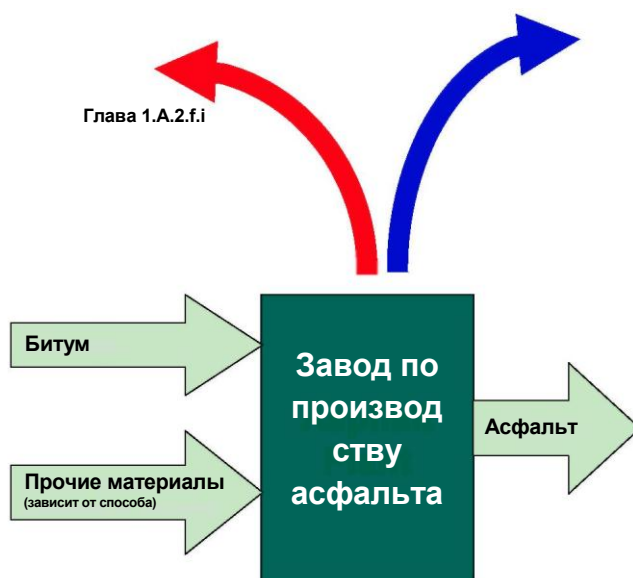 Глава 1.A.2.f.i
Битум
Завод по
производ
ству
асфальта
Асфальт
Прочие материалы
(зависит от способа)